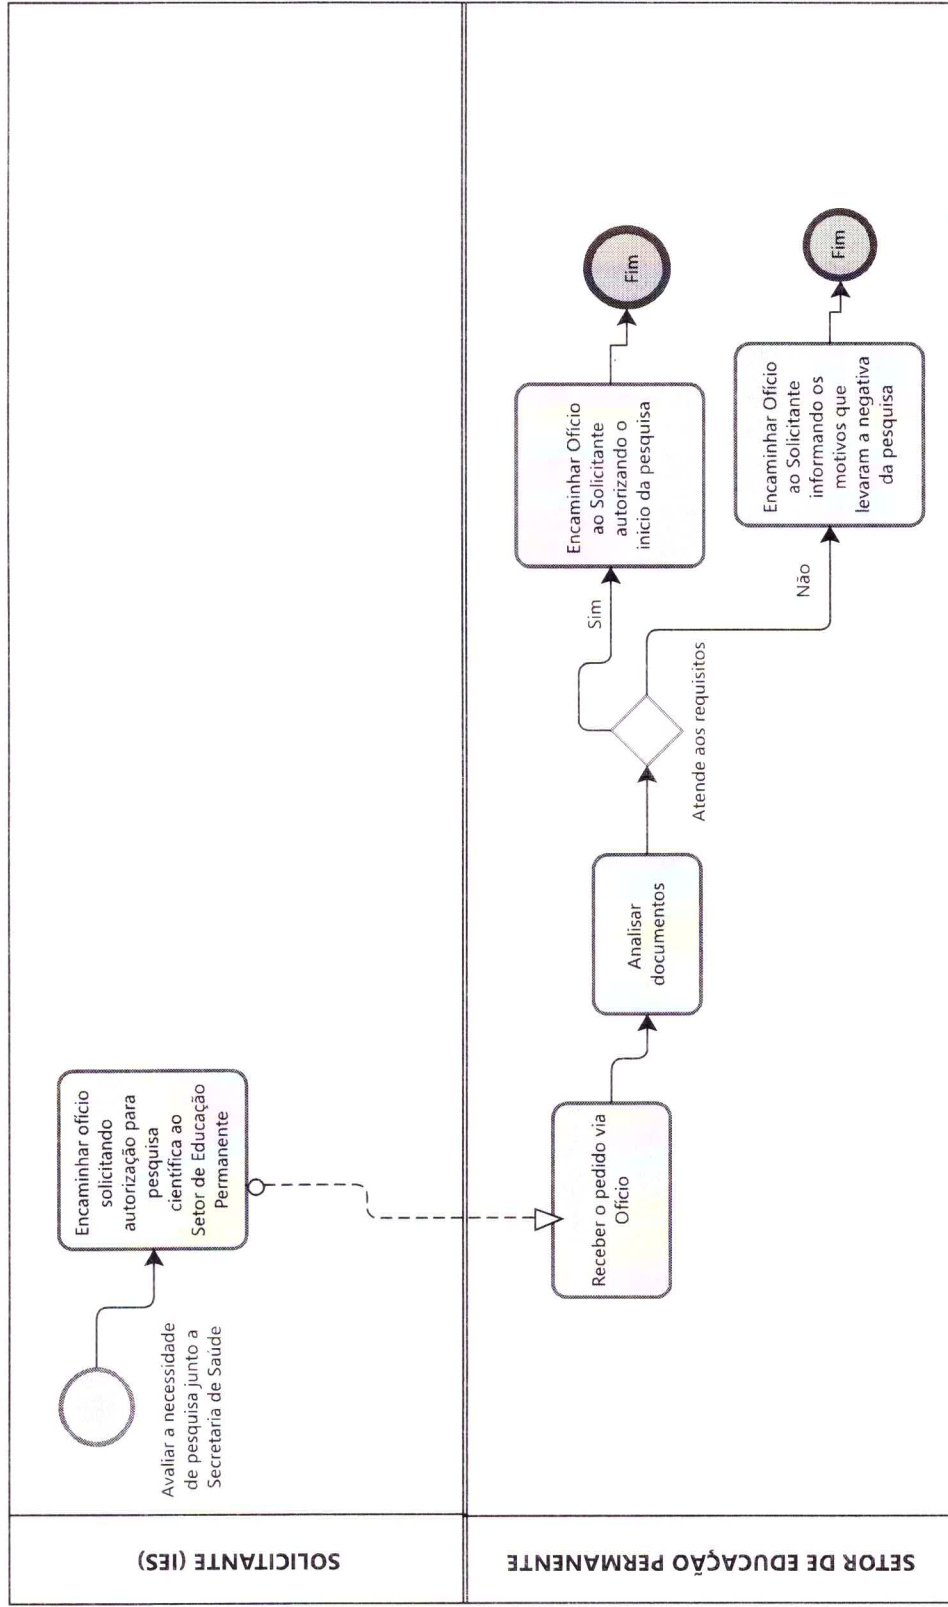 SOLICITANTE (IES)
Avaliar a necessidade
de pesquisa junto a
Secretaria de Saúde
Encaminhar ofício
solicitando
autorização para
pesquisa
científica ao
Setor de Educação
Permanente
SETOR DE EDUCAÇÃO PERMANENTE
Receber o pedido via
Ofício
Analisar
documentos
Atende aos requisitos
Sim
Encaminhar Ofício
ao Solicitante
autorizando o
inicio da pesquisa
Fim
Não
Encaminhar Ofício
ao Solicitante
informando os
motivos que
levaram a negativa
da pesquisa
Fim